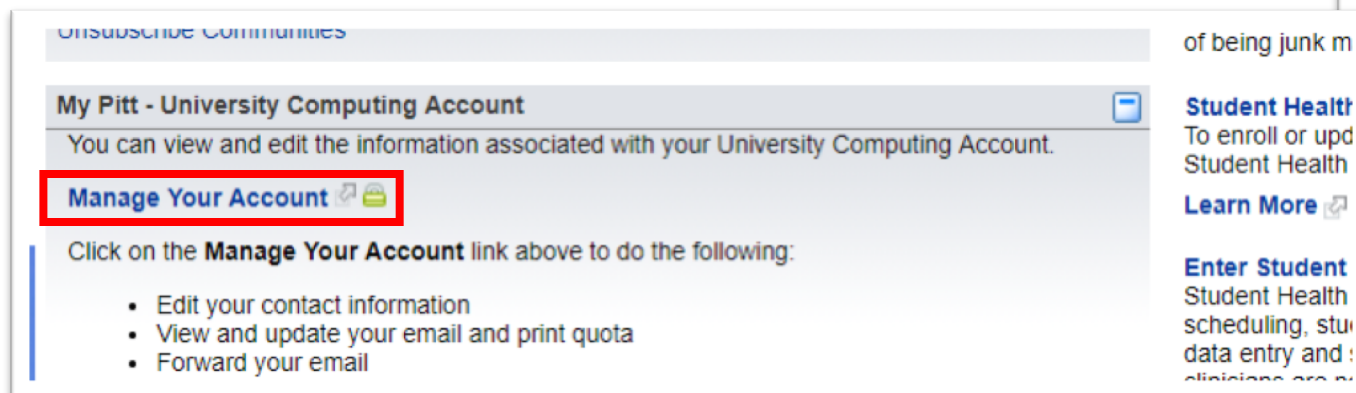 Unsubscribe Communities
My Pitt - University Computing Account
You can view and edit the information associated with your University Computing Account.
Manage Your Account
Click on the Manage Your Account link above to do the following:
• Edit your contact information
• View and update your email and print quota
• Forward your email
of being junk m
Student Health
To enroll or upd
Student Health
Learn More
Enter Student
Student Health
scheduling, stu
data entry and
clinicians are